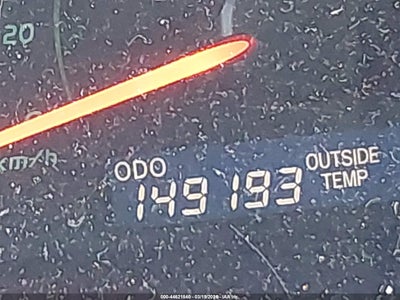 20
km/h
ODO
149193
OUTSIDE
TEMP